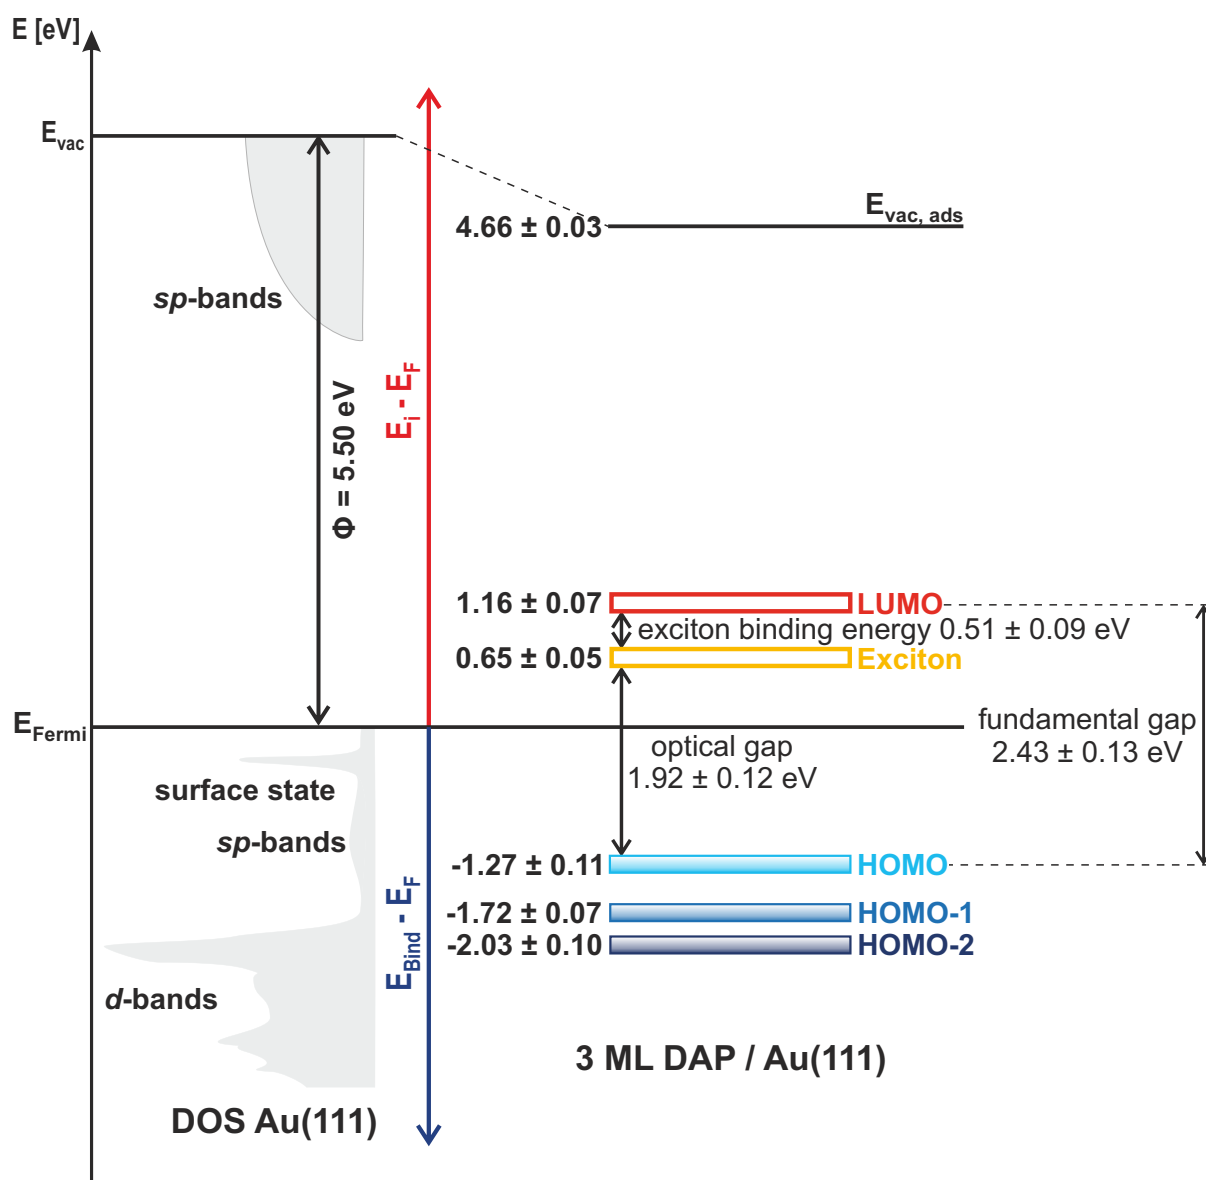 E [eV]
E_vac
E_vac, ads
4.66 ± 0.03
sp-bands
Φ = 5.50 eV
E_i - E_F
1.16 ± 0.07 LUMO
exciton binding energy 0.51 ± 0.09 eV
0.65 ± 0.05 Exciton
E_Fermi
fundamental gap
2.43 ± 0.13 eV
optical gap
1.92 ± 0.12 eV
surface state
sp-bands
-1.27 ± 0.11 HOMO
-1.72 ± 0.07 HOMO-1
-2.03 ± 0.10 HOMO-2
E_Bind - E_F
d-bands
3 ML DAP / Au(111)
DOS Au(111)